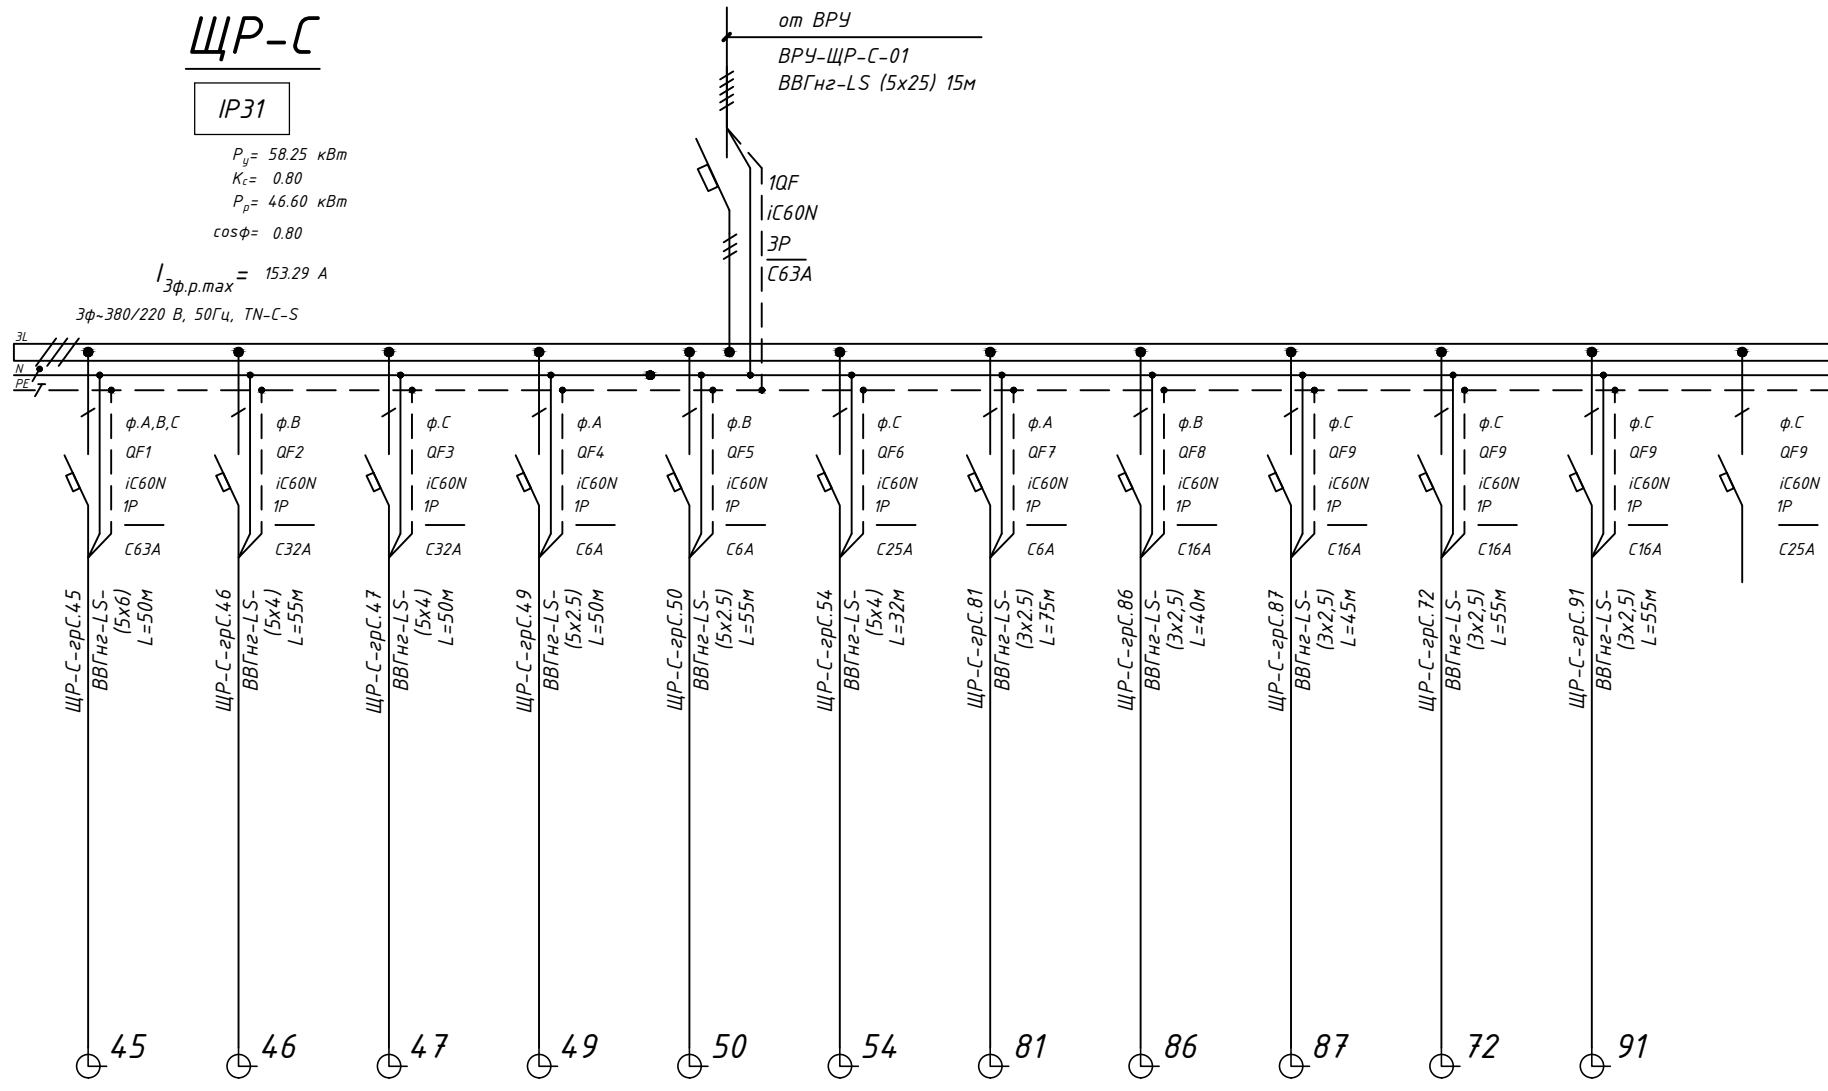 ЩР-С
IP31
Pу= 58.25 кВт
Kс= 0.80
Pр= 46.60 кВт
cosφ= 0.80
I3ф.р.max = 153.29 А
3ф~380/220 В, 50Гц, TN-C-S
от ВРУ
ВРУ-ЩР-С-01
ВВГнг-LS (5х25) 15м
1QF
iC60N
3P
C63A
3L
N
PE
ф.А,В,С
QF1
iC60N
1P
C63A
ф.В
QF2
iC60N
1P
C32A
ф.С
QF3
iC60N
1P
C32A
ф.А
QF4
iC60N
1P
C6A
ф.В
QF5
iC60N
1P
C6A
ф.С
QF6
iC60N
1P
C25A
ф.А
QF7
iC60N
1P
C6A
ф.В
QF8
iC60N
1P
C16A
ф.С
QF9
iC60N
1P
C16A
ф.С
QF9
iC60N
1P
C16A
ф.С
QF9
iC60N
1P
C16A
ф.С
QF9
iC60N
1P
C25A
ЩР-С-грС.45
ВВГнг-LS-
(5х6)
L=50м
ЩР-С-грС.46
ВВГнг-LS-
(5х4)
L=55м
ЩР-С-грС.47
ВВГнг-LS-
(5х4)
L=50м
ЩР-С-грС.49
ВВГнг-LS-
(5х2.5)
L=50м
ЩР-С-грС.50
ВВГнг-LS-
(5х2.5)
L=55м
ЩР-С-грС.54
ВВГнг-LS-
(5х4)
L=32м
ЩР-С-грС.81
ВВГнг-LS-
(3х2.5)
L=75м
ЩР-С-грС.86
ВВГнг-LS-
(3х2,5)
L=40м
ЩР-С-грС.87
ВВГнг-LS-
(3х2,5)
L=45м
ЩР-С-грС.72
ВВГнг-LS-
(3х2,5)
L=55м
ЩР-С-грС.91
ВВГнг-LS-
(3х2,5)
L=55м
45
46
47
49
50
54
81
86
87
72
91